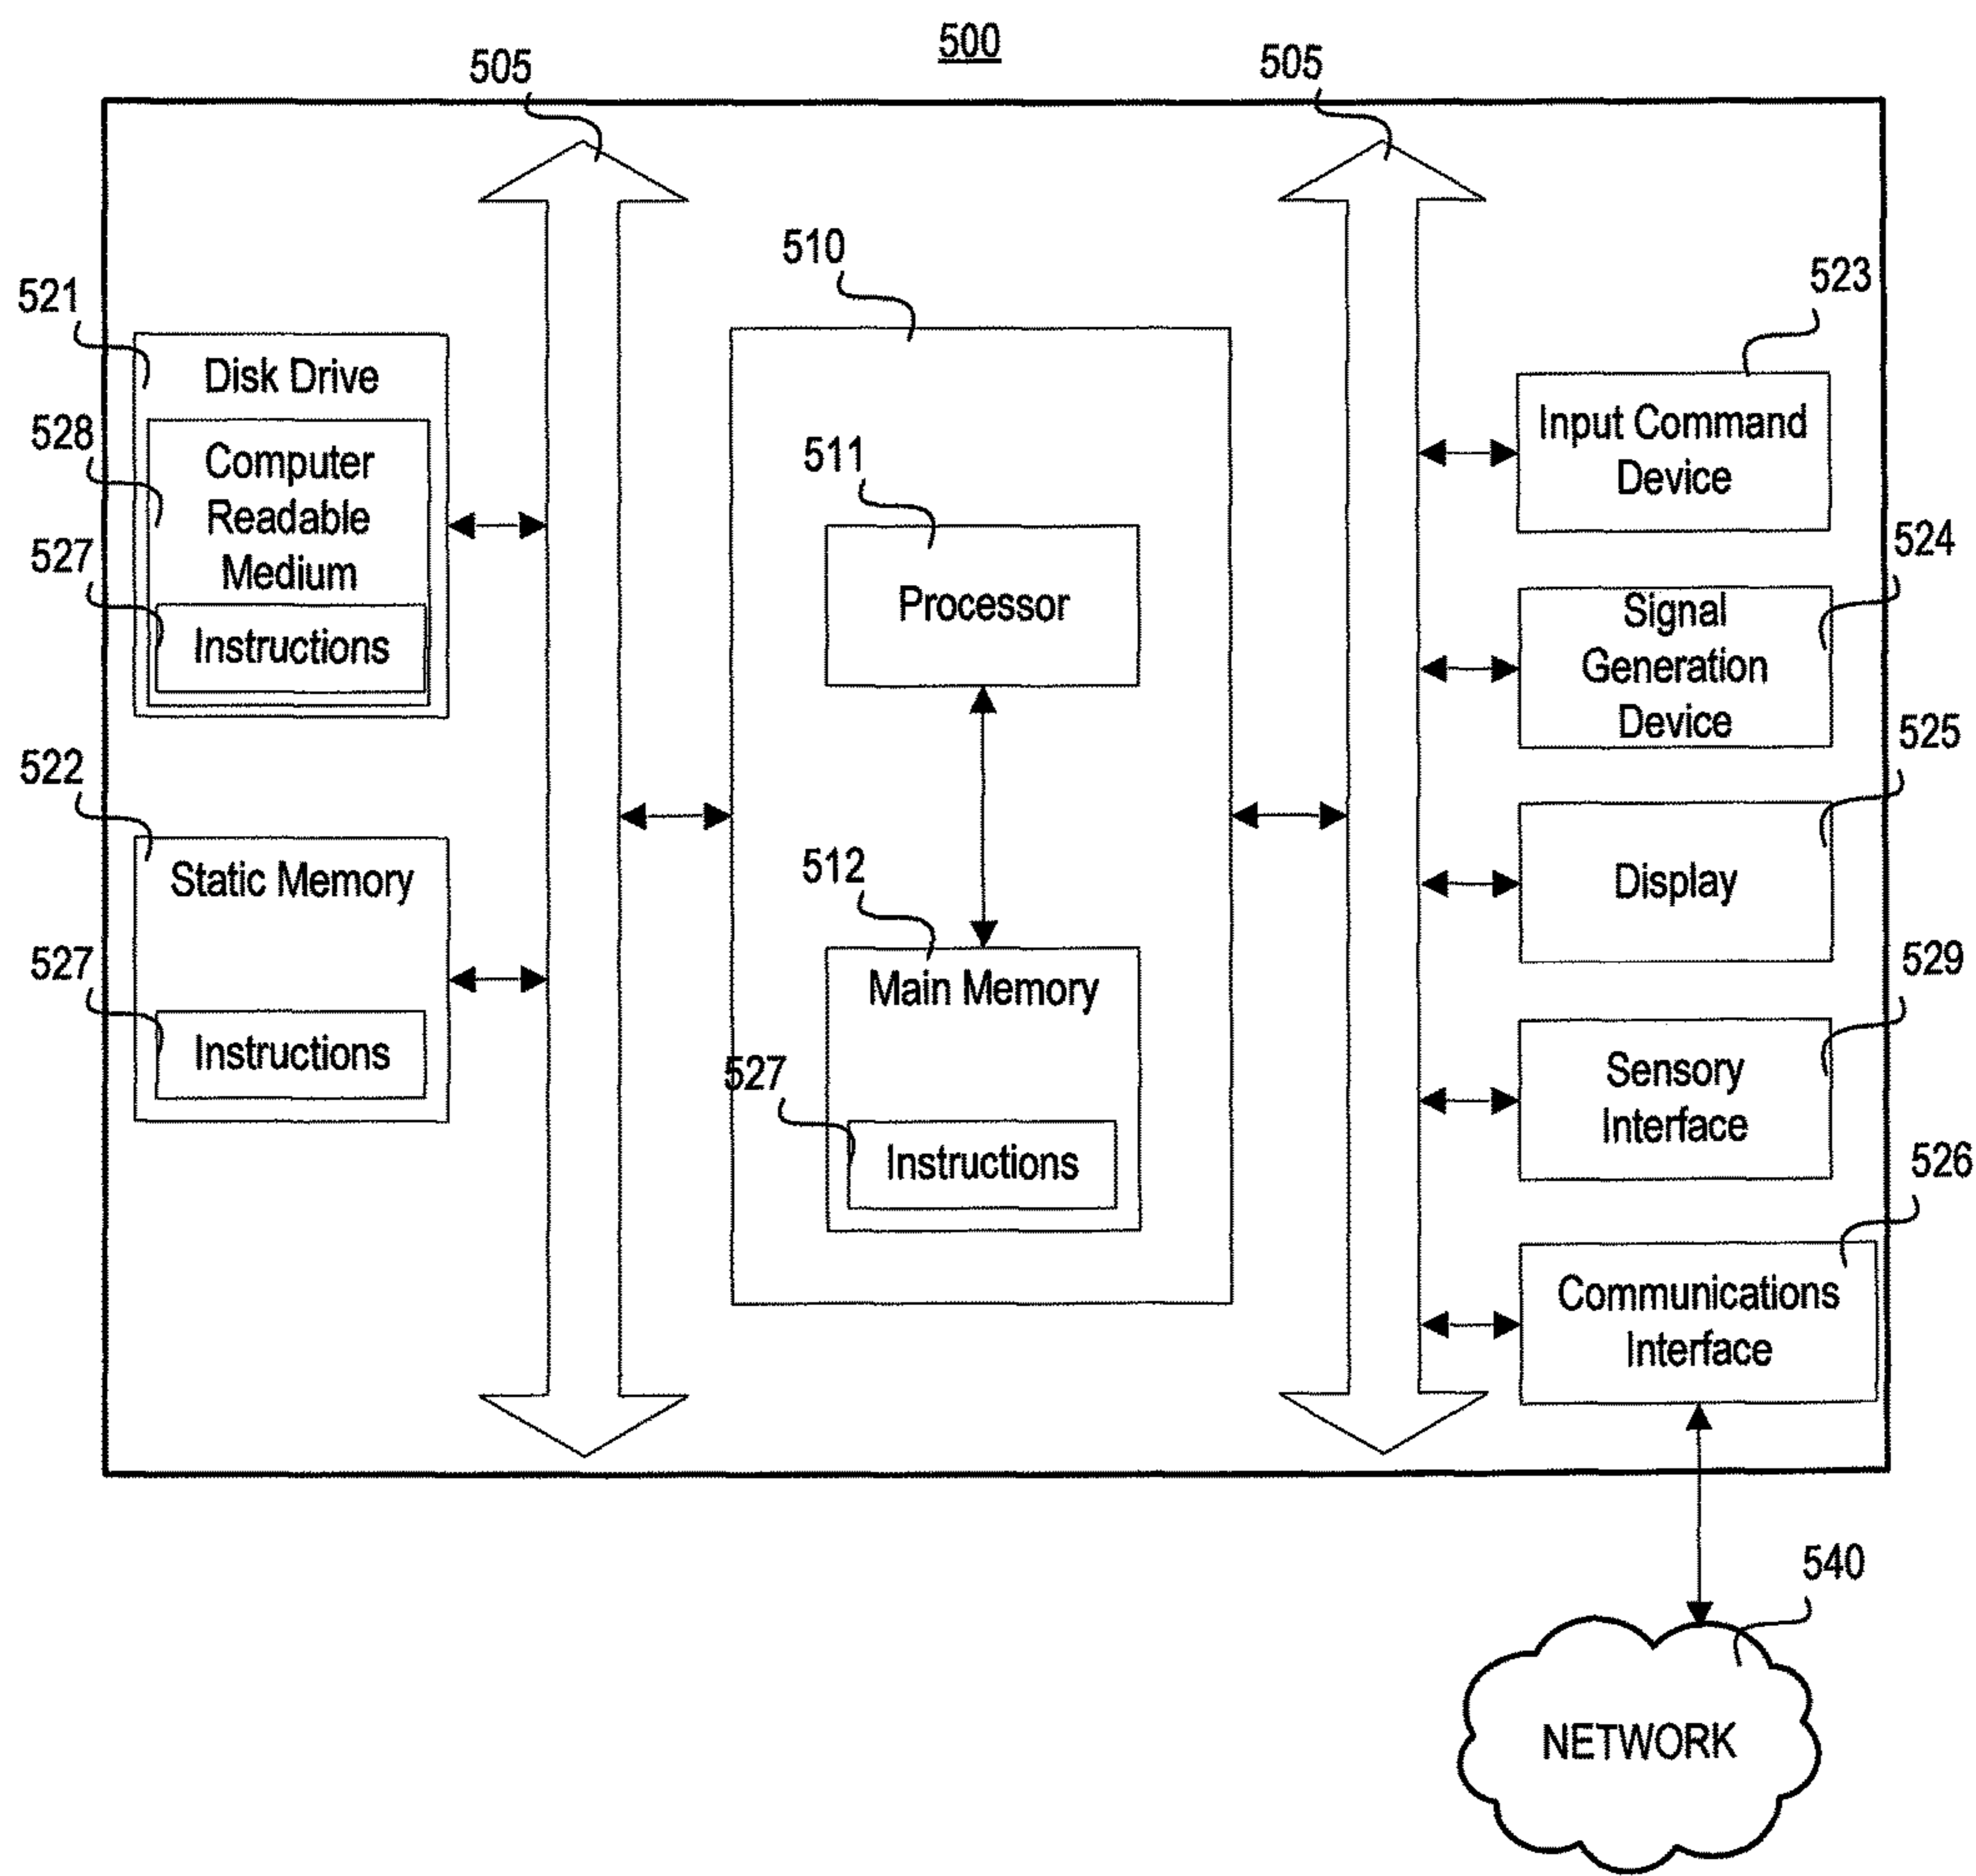 500
505
505
510
521
Disk Drive
528
Computer
Readable
Medium
527
Instructions
522
Static Memory
527
Instructions
511
Processor
512
Main Memory
527
Instructions
523
Input Command
Device
524
Signal
Generation
Device
525
Display
529
Sensory
Interface
526
Communications
Interface
540
NETWORK